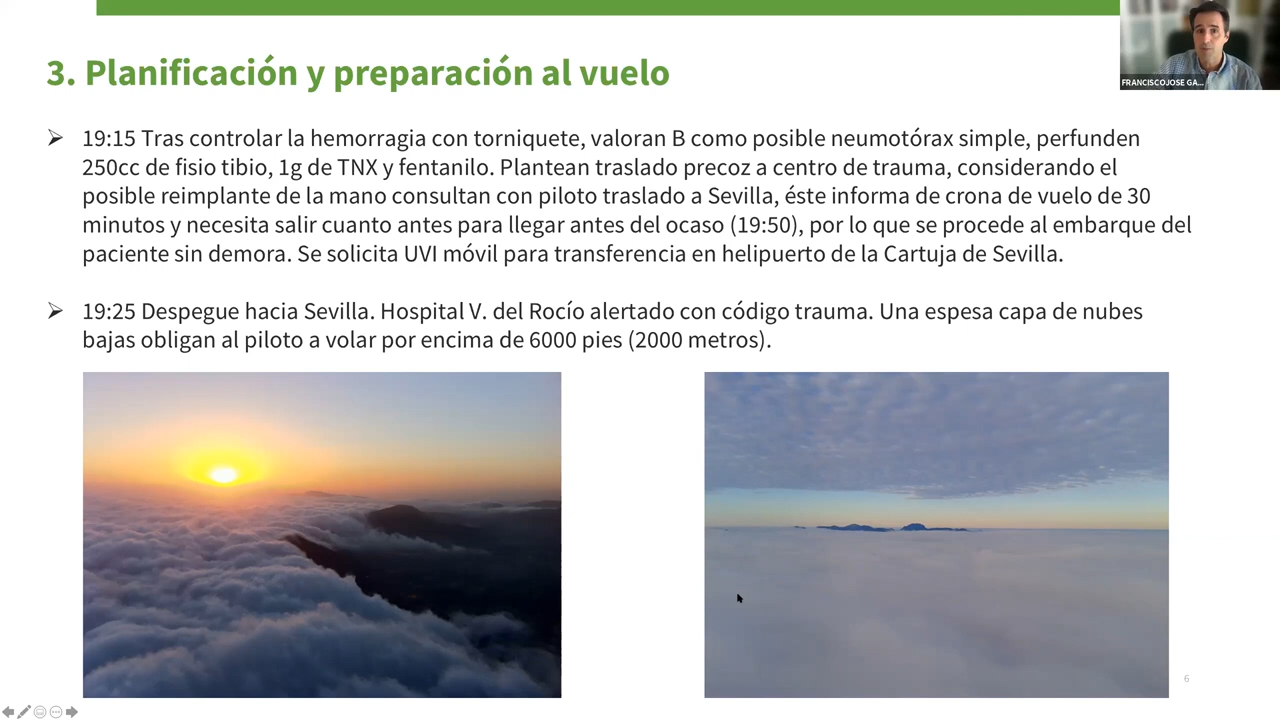 3. Planificación y preparación al vuelo
FRANCISCOJOSE GA...
19:15 Tras controlar la hemorragia con torniquete, valoran B como posible neumotórax simple, perfunden
250cc de fisio tibio, 1g de TNX y fentanilo. Plantean traslado precoz a centro de trauma, considerando el
posible reimplante de la mano consultan con piloto traslado a Sevilla, éste informa de crona de vuelo de 30
minutos y necesita salir cuanto antes para llegar antes del ocaso (19:50), por lo que se procede al embarque del
paciente sin demora. Se solicita UVI móvil para transferencia en helipuerto de la Cartuja de Sevilla.
19:25 Despegue hacia Sevilla. Hospital V. del Rocío alertado con código trauma. Una espesa capa de nubes
bajas obligan al piloto a volar por encima de 6000 pies (2000 metros).
6